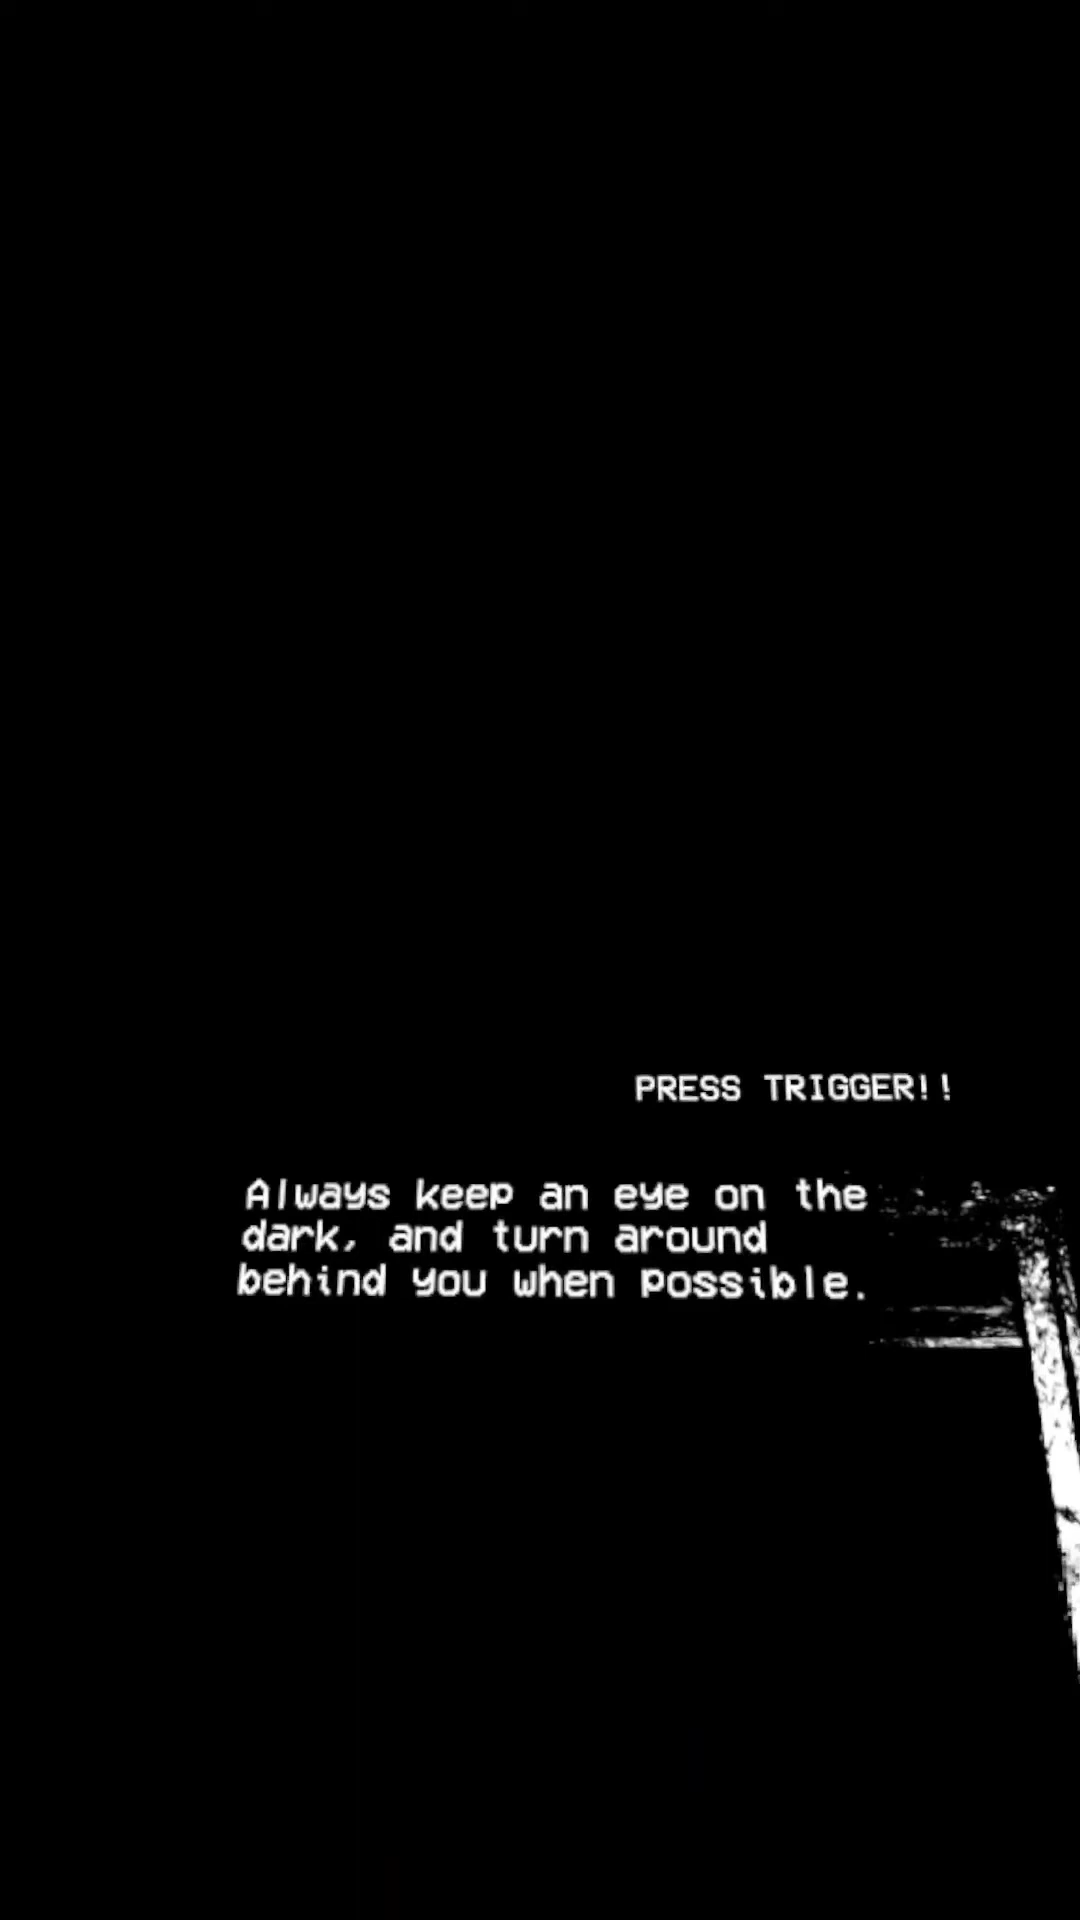 PRESS TRIGGER!!
Always keep an eye on the
dark, and turn around
behind you when possible.